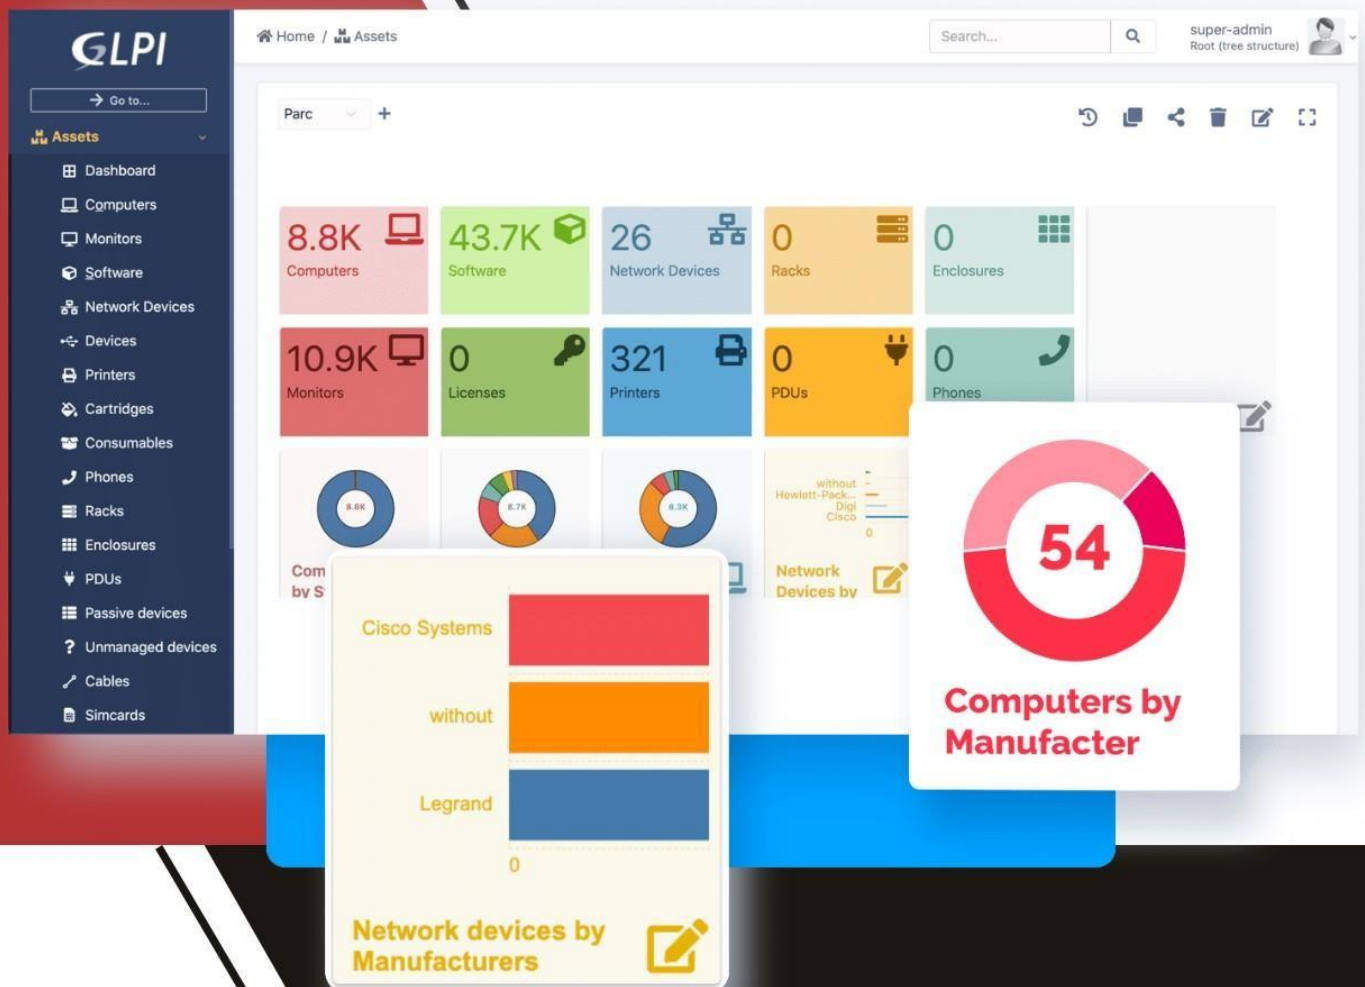 GLPI
Home / Assets
Search...
super-admin
Root (tree structure)
Go to...
Parc
Assets
Dashboard
Computers
Monitors
Software
Network Devices
Devices
Printers
Cartridges
Consumables
Phones
Racks
Enclosures
PDUs
Passive devices
Unmanaged devices
Cables
Simcards
8.8K
Computers
43.7K
Software
26
Network Devices
0
Racks
0
Enclosures
10.9K
Monitors
0
Licenses
321
Printers
0
PDUs
0
Phones
8.8K
8.7K
8.3K
without
Hewlett-Pack...
Digi
Cisco
0
Com
by S
Network
Devices by
Cisco Systems
without
Legrand
0
Network devices by
Manufacturers
54
Computers by
Manufacter